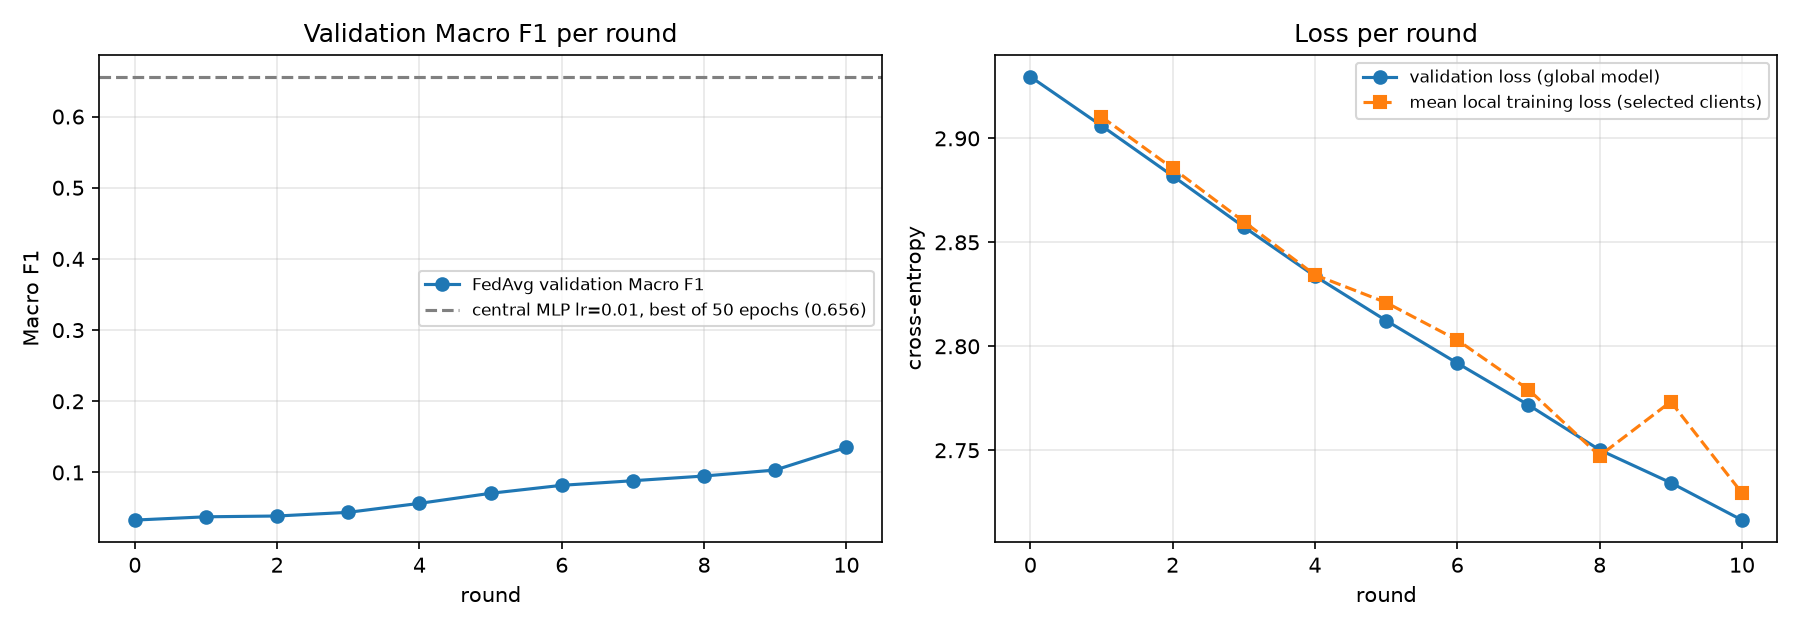 Validation Macro F1 per round
Macro F1
0.6
0.5
0.4
0.3
0.2
0.1
FedAvg validation Macro F1
central MLP lr=0.01, best of 50 epochs (0.656)
0 2 4 6 8 10
round
Loss per round
cross-entropy
2.90
2.85
2.80
2.75
validation loss (global model)
mean local training loss (selected clients)
0 2 4 6 8 10
round